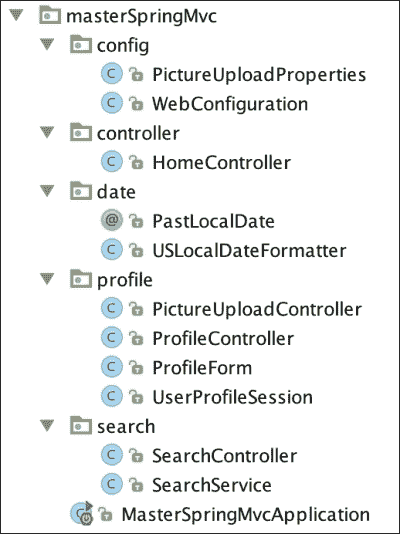 masterSpringMvc
config
PictureUploadProperties
WebConfiguration
controller
HomeController
date
PastLocalDate
USLocalDateFormatter
profile
PictureUploadController
ProfileController
ProfileForm
UserProfileSession
search
SearchController
SearchService
MasterSpringMvcApplication